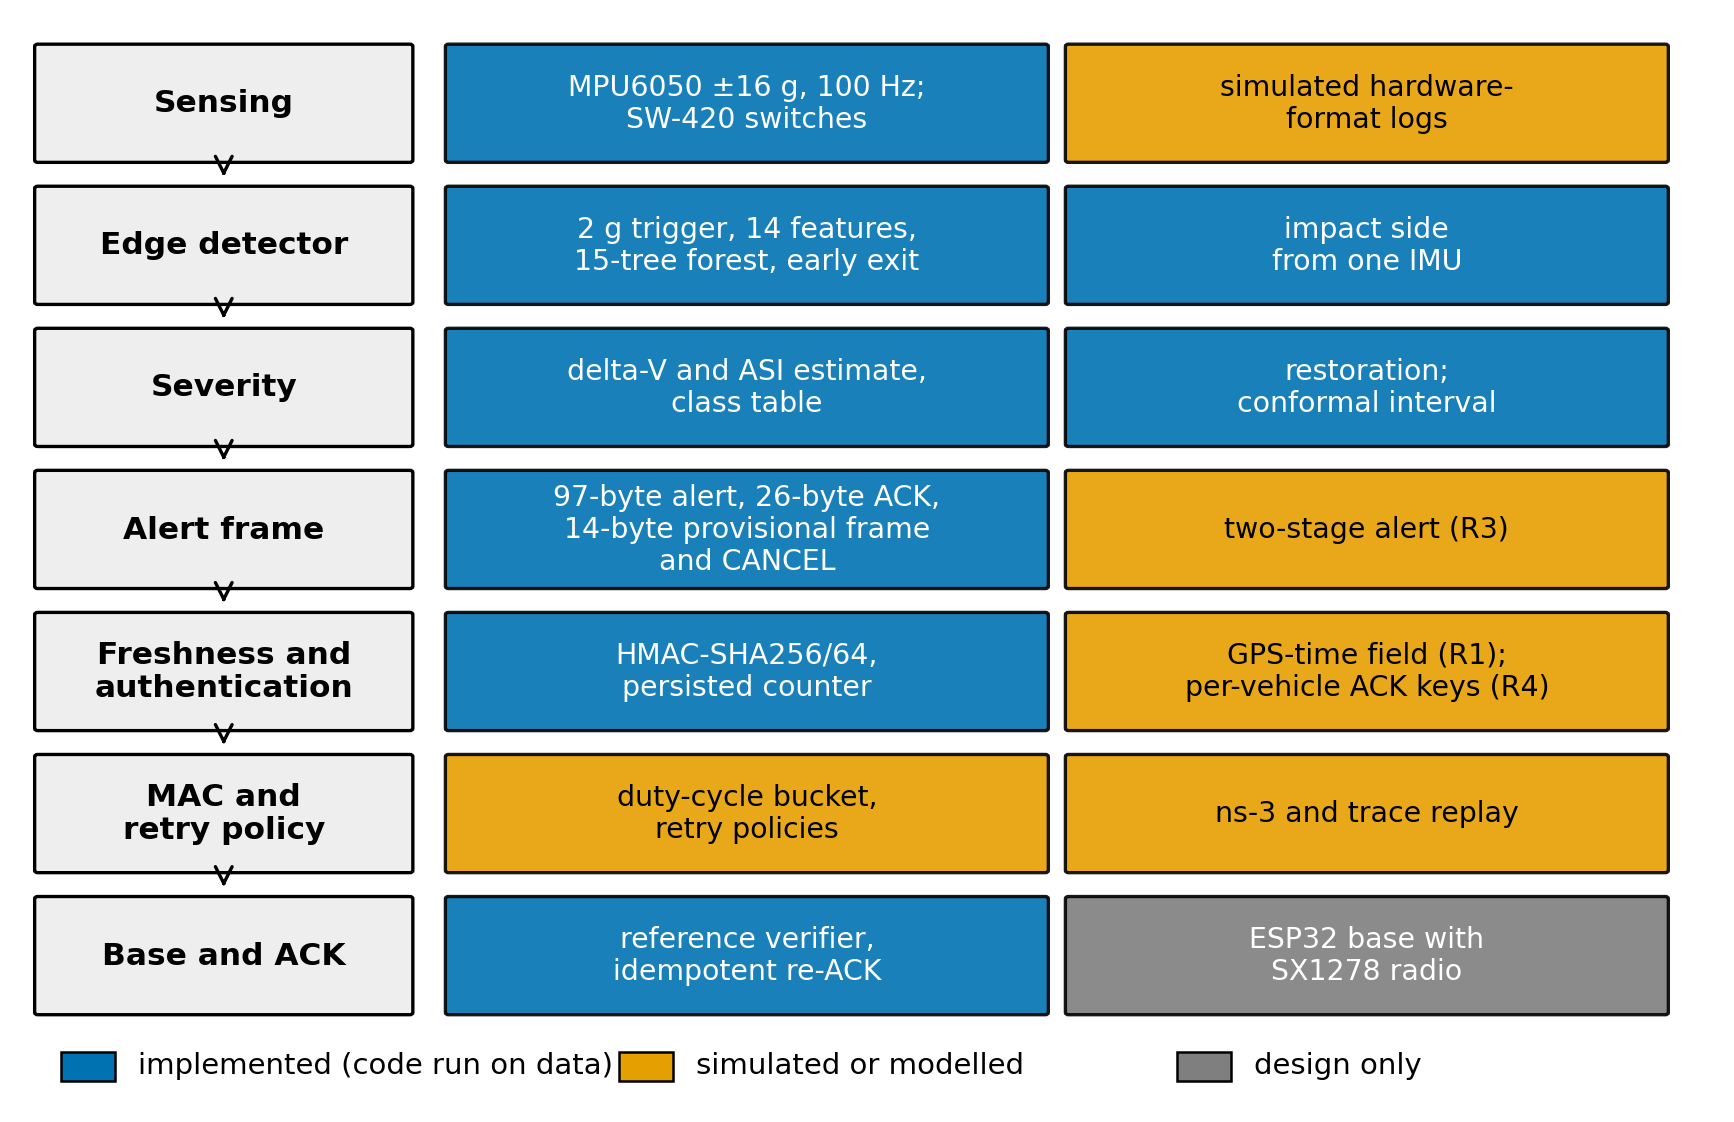 Sensing
MPU6050 ±16 g, 100 Hz;
SW-420 switches
simulated hardware-
format logs
Edge detector
2 g trigger, 14 features,
15-tree forest, early exit
impact side
from one IMU
Severity
delta-V and ASI estimate,
class table
restoration;
conformal interval
Alert frame
97-byte alert, 26-byte ACK,
14-byte provisional frame
and CANCEL
two-stage alert (R3)
Freshness and
authentication
HMAC-SHA256/64,
persisted counter
GPS-time field (R1);
per-vehicle ACK keys (R4)
MAC and
retry policy
duty-cycle bucket,
retry policies
ns-3 and trace replay
Base and ACK
reference verifier,
idempotent re-ACK
ESP32 base with
SX1278 radio
implemented (code run on data)
simulated or modelled
design only